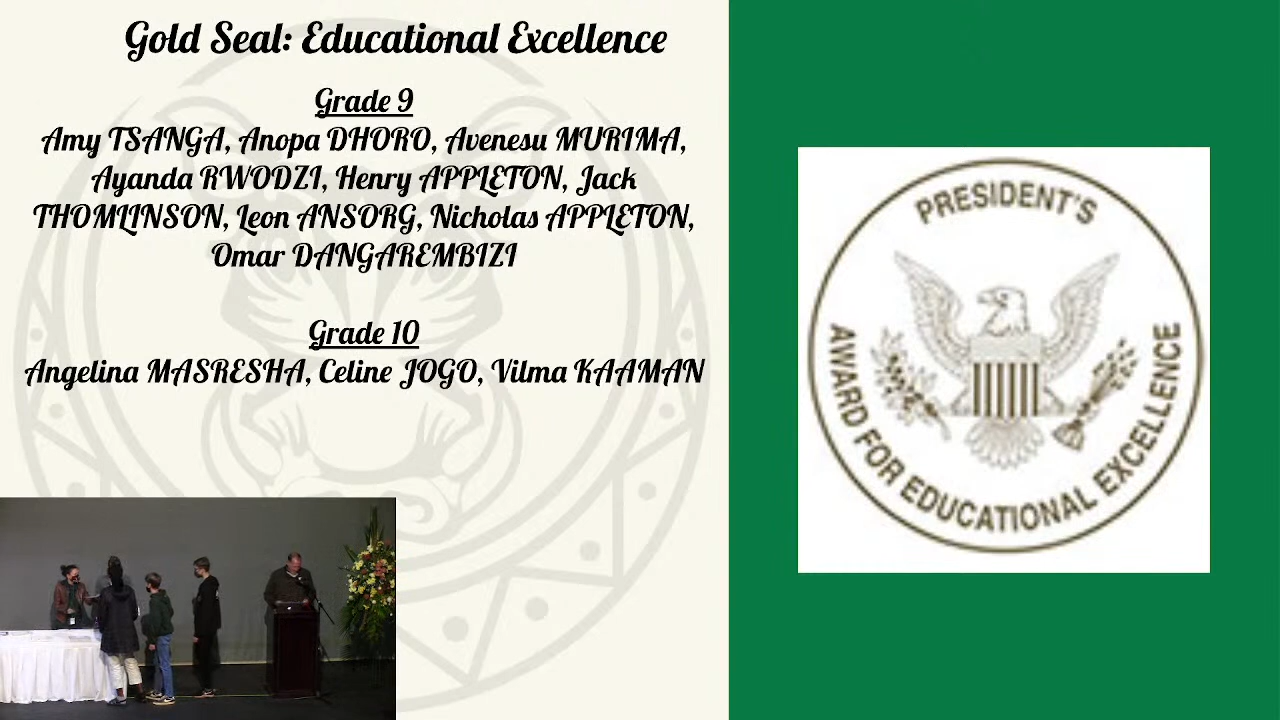 Gold Seal: Educational Excellence
Grade 9
Amy TSANGA, Anopa DHORO, Avenesu MURIMA,
Ayanda RWODZI, Henry APPLETON, Jack
THOMLINSON, Leon ANSORG, Nicholas APPLETON,
Omar DANGAREMBIZI
Grade 10
Angelina MASRESHA, Celine JOGO, Vilma KAAMAN
PRESIDENT'S
AWARD FOR EDUCATIONAL EXCELLENCE